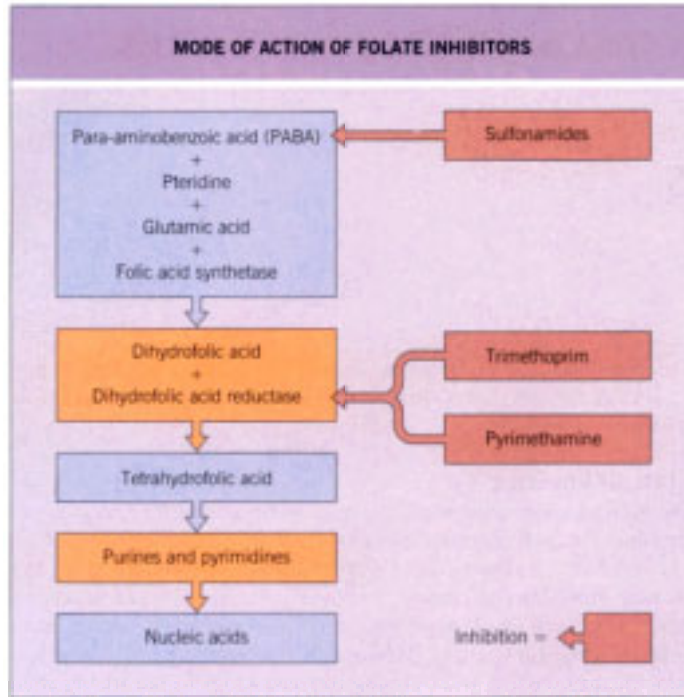 MODE OF ACTION OF FOLATE INHIBITORS
Para-aminobenzoic acid (PABA)
+
Pteridine
+
Glutamic acid
+
Folic acid synthetase
Sulfonamides
Dihydrofolic acid
+
Dihydrofolic acid reductase
Trimethoprim
Pyrimethamine
Tetrahydrofolic acid
Purines and pyrimidines
Nucleic acids
Inhibition =